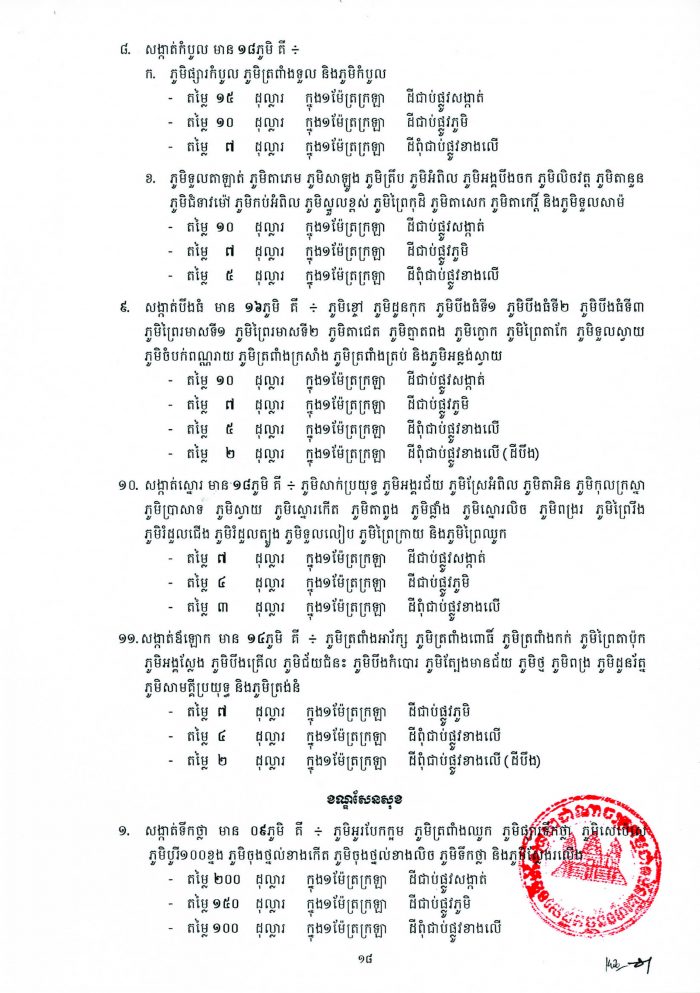 ៨. សង្កាត់កំបូល មាន ១៨ភូមិ គឺ ÷
ក. ភូមិផ្សារកំបូល ភូមិត្រពាំងទួល និងភូមិកំបូល
- តម្លៃ ១៥ ដុល្លារ ក្នុង១ម៉ែត្រក្រឡា ដីជាប់ផ្លូវសង្កាត់
- តម្លៃ ១០ ដុល្លារ ក្នុង១ម៉ែត្រក្រឡា ដីជាប់ផ្លូវភូមិ
- តម្លៃ ៧ ដុល្លារ ក្នុង១ម៉ែត្រក្រឡា ដីពុំជាប់ផ្លូវខាងលើ
ខ. ភូមិទួលតាឡាត់ ភូមិតាភេម ភូមិសាឡូង ភូមិត្រឹប ភូមិអំពិល ភូមិអង្គបឹងចក ភូមិលិចវត្ត ភូមិតានួន
ភូមិជំទាវម៉ៅ ភូមិកប់អំពិល ភូមិស្នួលខ្ពស់ ភូមិព្រៃកុដិ ភូមិតាសេក ភូមិតាកេរ្តិ៍ និងភូមិទួលសាម៉
- តម្លៃ ១០ ដុល្លារ ក្នុង១ម៉ែត្រក្រឡា ដីជាប់ផ្លូវសង្កាត់
- តម្លៃ ៧ ដុល្លារ ក្នុង១ម៉ែត្រក្រឡា ដីជាប់ផ្លូវភូមិ
- តម្លៃ ៥ ដុល្លារ ក្នុង១ម៉ែត្រក្រឡា ដីពុំជាប់ផ្លូវខាងលើ
៩. សង្កាត់បឹងធំ មាន ១៦ភូមិ គឺ ÷ ភូមិខ្មៅ ភូមិដូនកុក ភូមិបឹងធំទី១ ភូមិបឹងធំទី២ ភូមិបឹងធំទី៣
ភូមិព្រៃរមាសទី១ ភូមិព្រៃរមាសទី២ ភូមិតាជេត ភូមិត្នាតពង ភូមិក្ងោក ភូមិព្រៃតាកែ ភូមិទួលស្វាយ
ភូមិចំបក់ពណ្ណរាយ ភូមិត្រពាំងក្រសាំង ភូមិត្រពាំងត្រប់ និងភូមិអន្លង់ស្វាយ
- តម្លៃ ១០ ដុល្លារ ក្នុង១ម៉ែត្រក្រឡា ដីជាប់ផ្លូវសង្កាត់
- តម្លៃ ៧ ដុល្លារ ក្នុង១ម៉ែត្រក្រឡា ដីជាប់ផ្លូវភូមិ
- តម្លៃ ៥ ដុល្លារ ក្នុង១ម៉ែត្រក្រឡា ដីពុំជាប់ផ្លូវខាងលើ
- តម្លៃ ២ ដុល្លារ ក្នុង១ម៉ែត្រក្រឡា ដីពុំជាប់ផ្លូវខាងលើ (ដីបឹង)
១០. សង្កាត់ស្នោរ មាន ១៨ភូមិ គឺ ÷ ភូមិសាក់ប្រយុទ្ធ ភូមិអង្គរជ័យ ភូមិស្រែអំពិល ភូមិតាអិន ភូមិកុលក្រស្នា
ភូមិប្រាសាទ ភូមិស្វាយ ភូមិស្នោរកើត ភូមិតាពូង ភូមិថ្លាំង ភូមិស្នោរលិច ភូមិពង្រ ភូមិព្រៃរឹង
ភូមិរំដួលជើង ភូមិរំដួលត្បូង ភូមិទួលលៀប ភូមិព្រៃក្រាយ និងភូមិព្រៃឈូក
- តម្លៃ ៧ ដុល្លារ ក្នុង១ម៉ែត្រក្រឡា ដីជាប់ផ្លូវសង្កាត់
- តម្លៃ ៤ ដុល្លារ ក្នុង១ម៉ែត្រក្រឡា ដីជាប់ផ្លូវភូមិ
- តម្លៃ ៣ ដុល្លារ ក្នុង១ម៉ែត្រក្រឡា ដីពុំជាប់ផ្លូវខាងលើ
១១. សង្កាត់ឪឡោក មាន ១៤ភូមិ គឺ ÷ ភូមិត្រពាំងអារ័ក្ស ភូមិត្រពាំងពោធិ៍ ភូមិត្រពាំងកក់ ភូមិព្រៃតាប៉ុក
ភូមិអង្គស្លែង ភូមិបឹងត្រើល ភូមិជ័យជំនះ ភូមិបឹងកំបោរ ភូមិត្បែងមានជ័យ ភូមិថ្ម ភូមិពង្រ ភូមិដូនរ័ត្ន
ភូមិសាមគ្គីប្រយុទ្ធ និងភូមិត្រង់នំ
- តម្លៃ ៧ ដុល្លារ ក្នុង១ម៉ែត្រក្រឡា ដីជាប់ផ្លូវភូមិ
- តម្លៃ ៤ ដុល្លារ ក្នុង១ម៉ែត្រក្រឡា ដីពុំជាប់ផ្លូវខាងលើ
- តម្លៃ ២ ដុល្លារ ក្នុង១ម៉ែត្រក្រឡា ដីពុំជាប់ផ្លូវខាងលើ (ដីបឹង)
ខណ្ឌសែនសុខ
១. សង្កាត់ទឹកថ្លា មាន ០៩ភូមិ គឺ ÷ ភូមិអូរបែកក្អម ភូមិត្រពាំងឈូក ភូមិផ្សារទឹកថ្លា ភូមិសេបេសេ
ភូមិបូរី១០០ខ្នង ភូមិចុងថ្នល់ខាងកើត ភូមិចុងថ្នល់ខាងលិច ភូមិទឹកថ្លា និងភូមិស្លែងរលើង
- តម្លៃ ២០០ ដុល្លារ ក្នុង១ម៉ែត្រក្រឡា ដីជាប់ផ្លូវសង្កាត់
- តម្លៃ ១៥០ ដុល្លារ ក្នុង១ម៉ែត្រក្រឡា ដីជាប់ផ្លូវភូមិ
- តម្លៃ ១០០ ដុល្លារ ក្នុង១ម៉ែត្រក្រឡា ដីពុំជាប់ផ្លូវខាងលើ
១៨